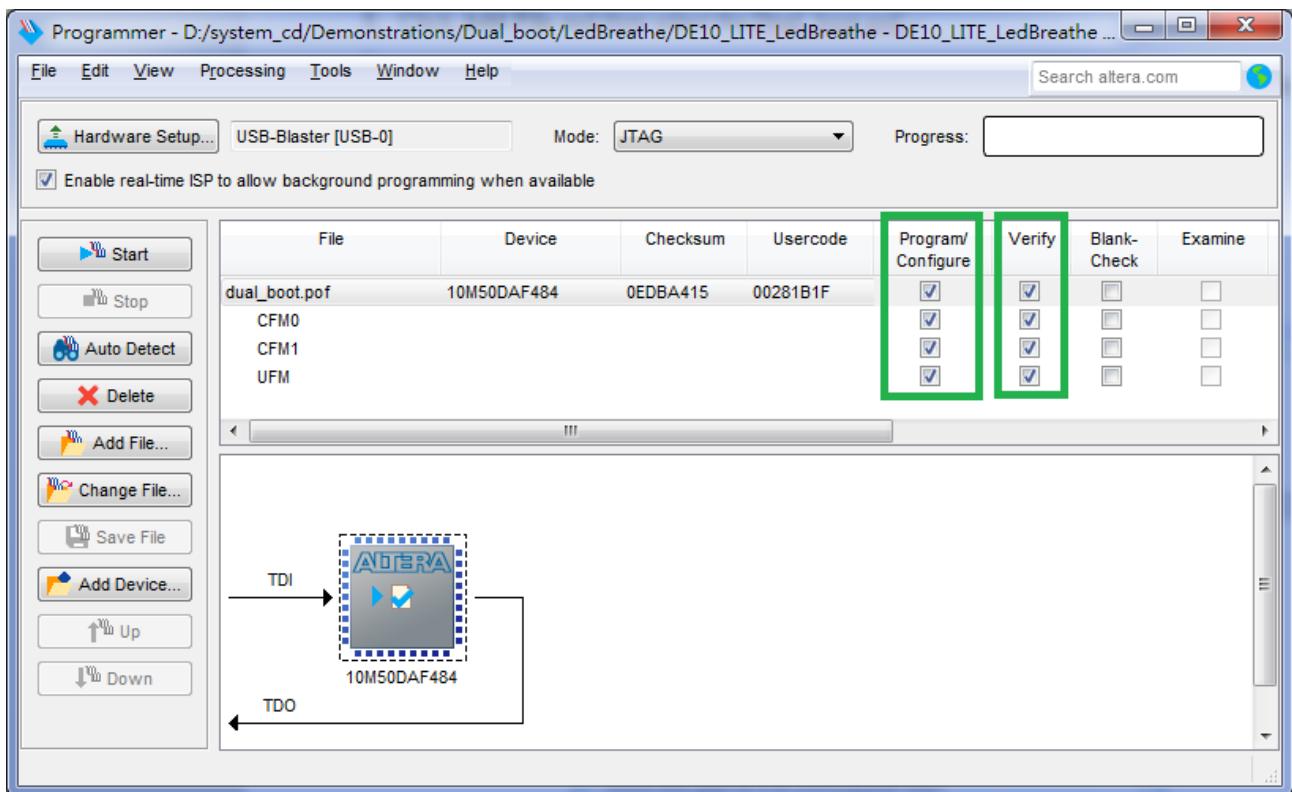 Programmer - D:/system_cd/Demonstrations/Dual_boot/LedBreathe/DE10_LITE_LedBreathe - DE10_LITE_LedBreathe ...
File Edit View Processing Tools Window Help
Search altera.com
Hardware Setup... USB-Blaster [USB-0] Mode: JTAG Progress:
Enable real-time ISP to allow background programming when available
Start
Stop
Auto Detect
Delete
Add File...
Change File...
Save File
Add Device...
Up
Down
File Device Checksum Usercode Program/ Verify Blank- Examine
Configure Check
dual_boot.pof 10M50DAF484 0EDBA415 00281B1F
CFM0
CFM1
UFM
ALTERA
TDI
10M50DAF484
TDO